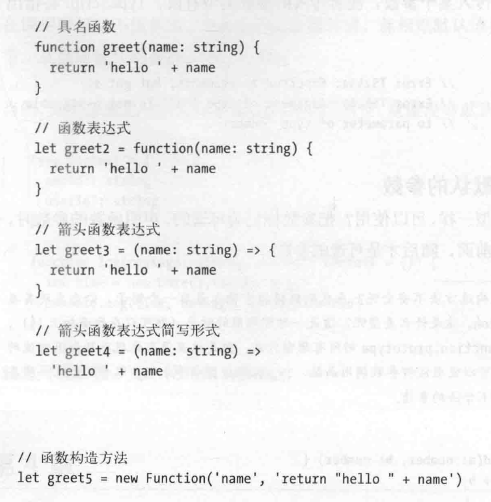 // 具名函数
function greet(name: string) {
  return 'hello ' + name
}
// 函数表达式
let greet2 = function(name: string) {
  return 'hello ' + name
}
// 箭头函数表达式
let greet3 = (name: string) => {
  return 'hello ' + name
}
// 箭头函数表达式简写形式
let greet4 = (name: string) =>
  'hello ' + name
// 函数构造方法
let greet5 = new Function('name', 'return "hello " + name')